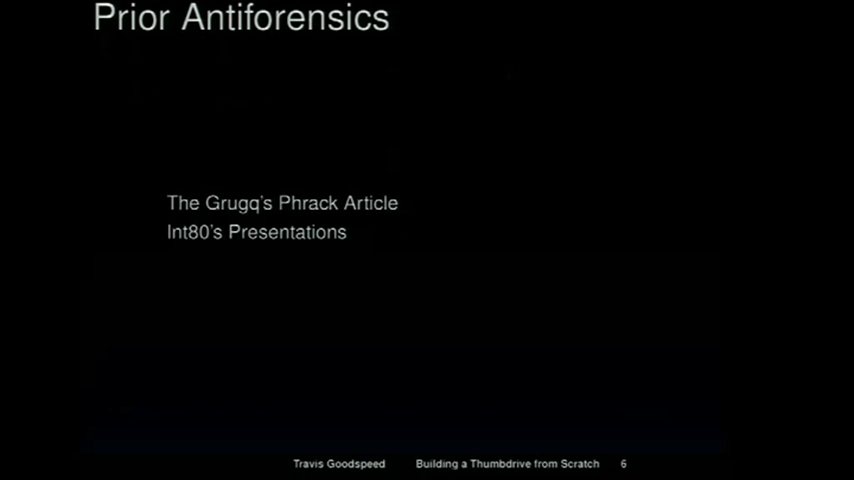 Prior Antiforensics
The Grugq's Phrack Article
Int80's Presentations
Travis Goodspeed Building a Thumbdrive from Scratch 6